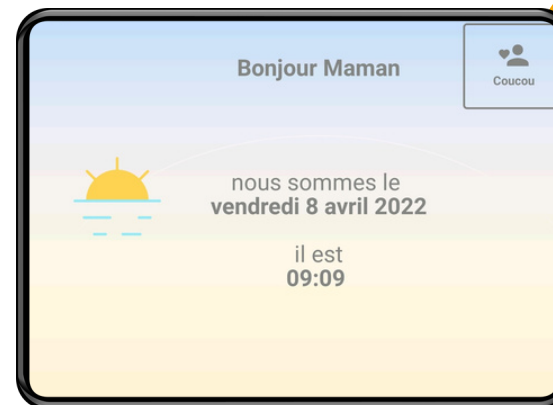 Bonjour Maman
Coucou
nous sommes le
vendredi 8 avril 2022
il est
09:09